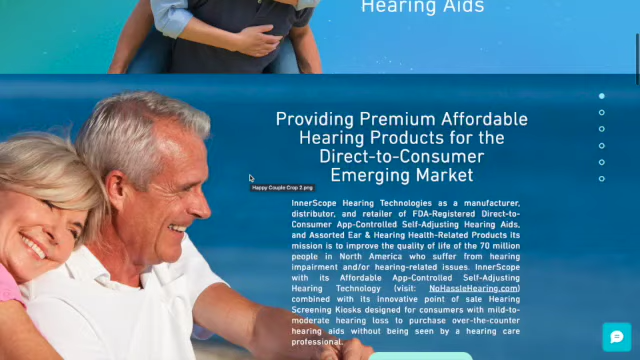 Hearing Aids
Providing Premium Affordable
Hearing Products for the
Direct-to-Consumer
Emerging Market
Happy Couple Crop 2.png
InnerScope Hearing Technologies as a manufacturer,
distributor, and retailer of FDA-Registered Direct-to-
Consumer App-Controlled Self-Adjusting Hearing Aids,
and Assorted Ear & Hearing Health-Related Products its
mission is to improve the quality of life of the 70 million
people in North America who suffer from hearing
impairment and/or hearing-related issues. InnerScope
with its Affordable App-Controlled Self-Adjusting
Hearing Technology (visit: NoHassleHearing.com)
combined with its innovative point of sale Hearing
Screening Kiosks designed for consumers with mild-to-
moderate hearing loss to purchase over-the-counter
hearing aids without being seen by a hearing care
professional.